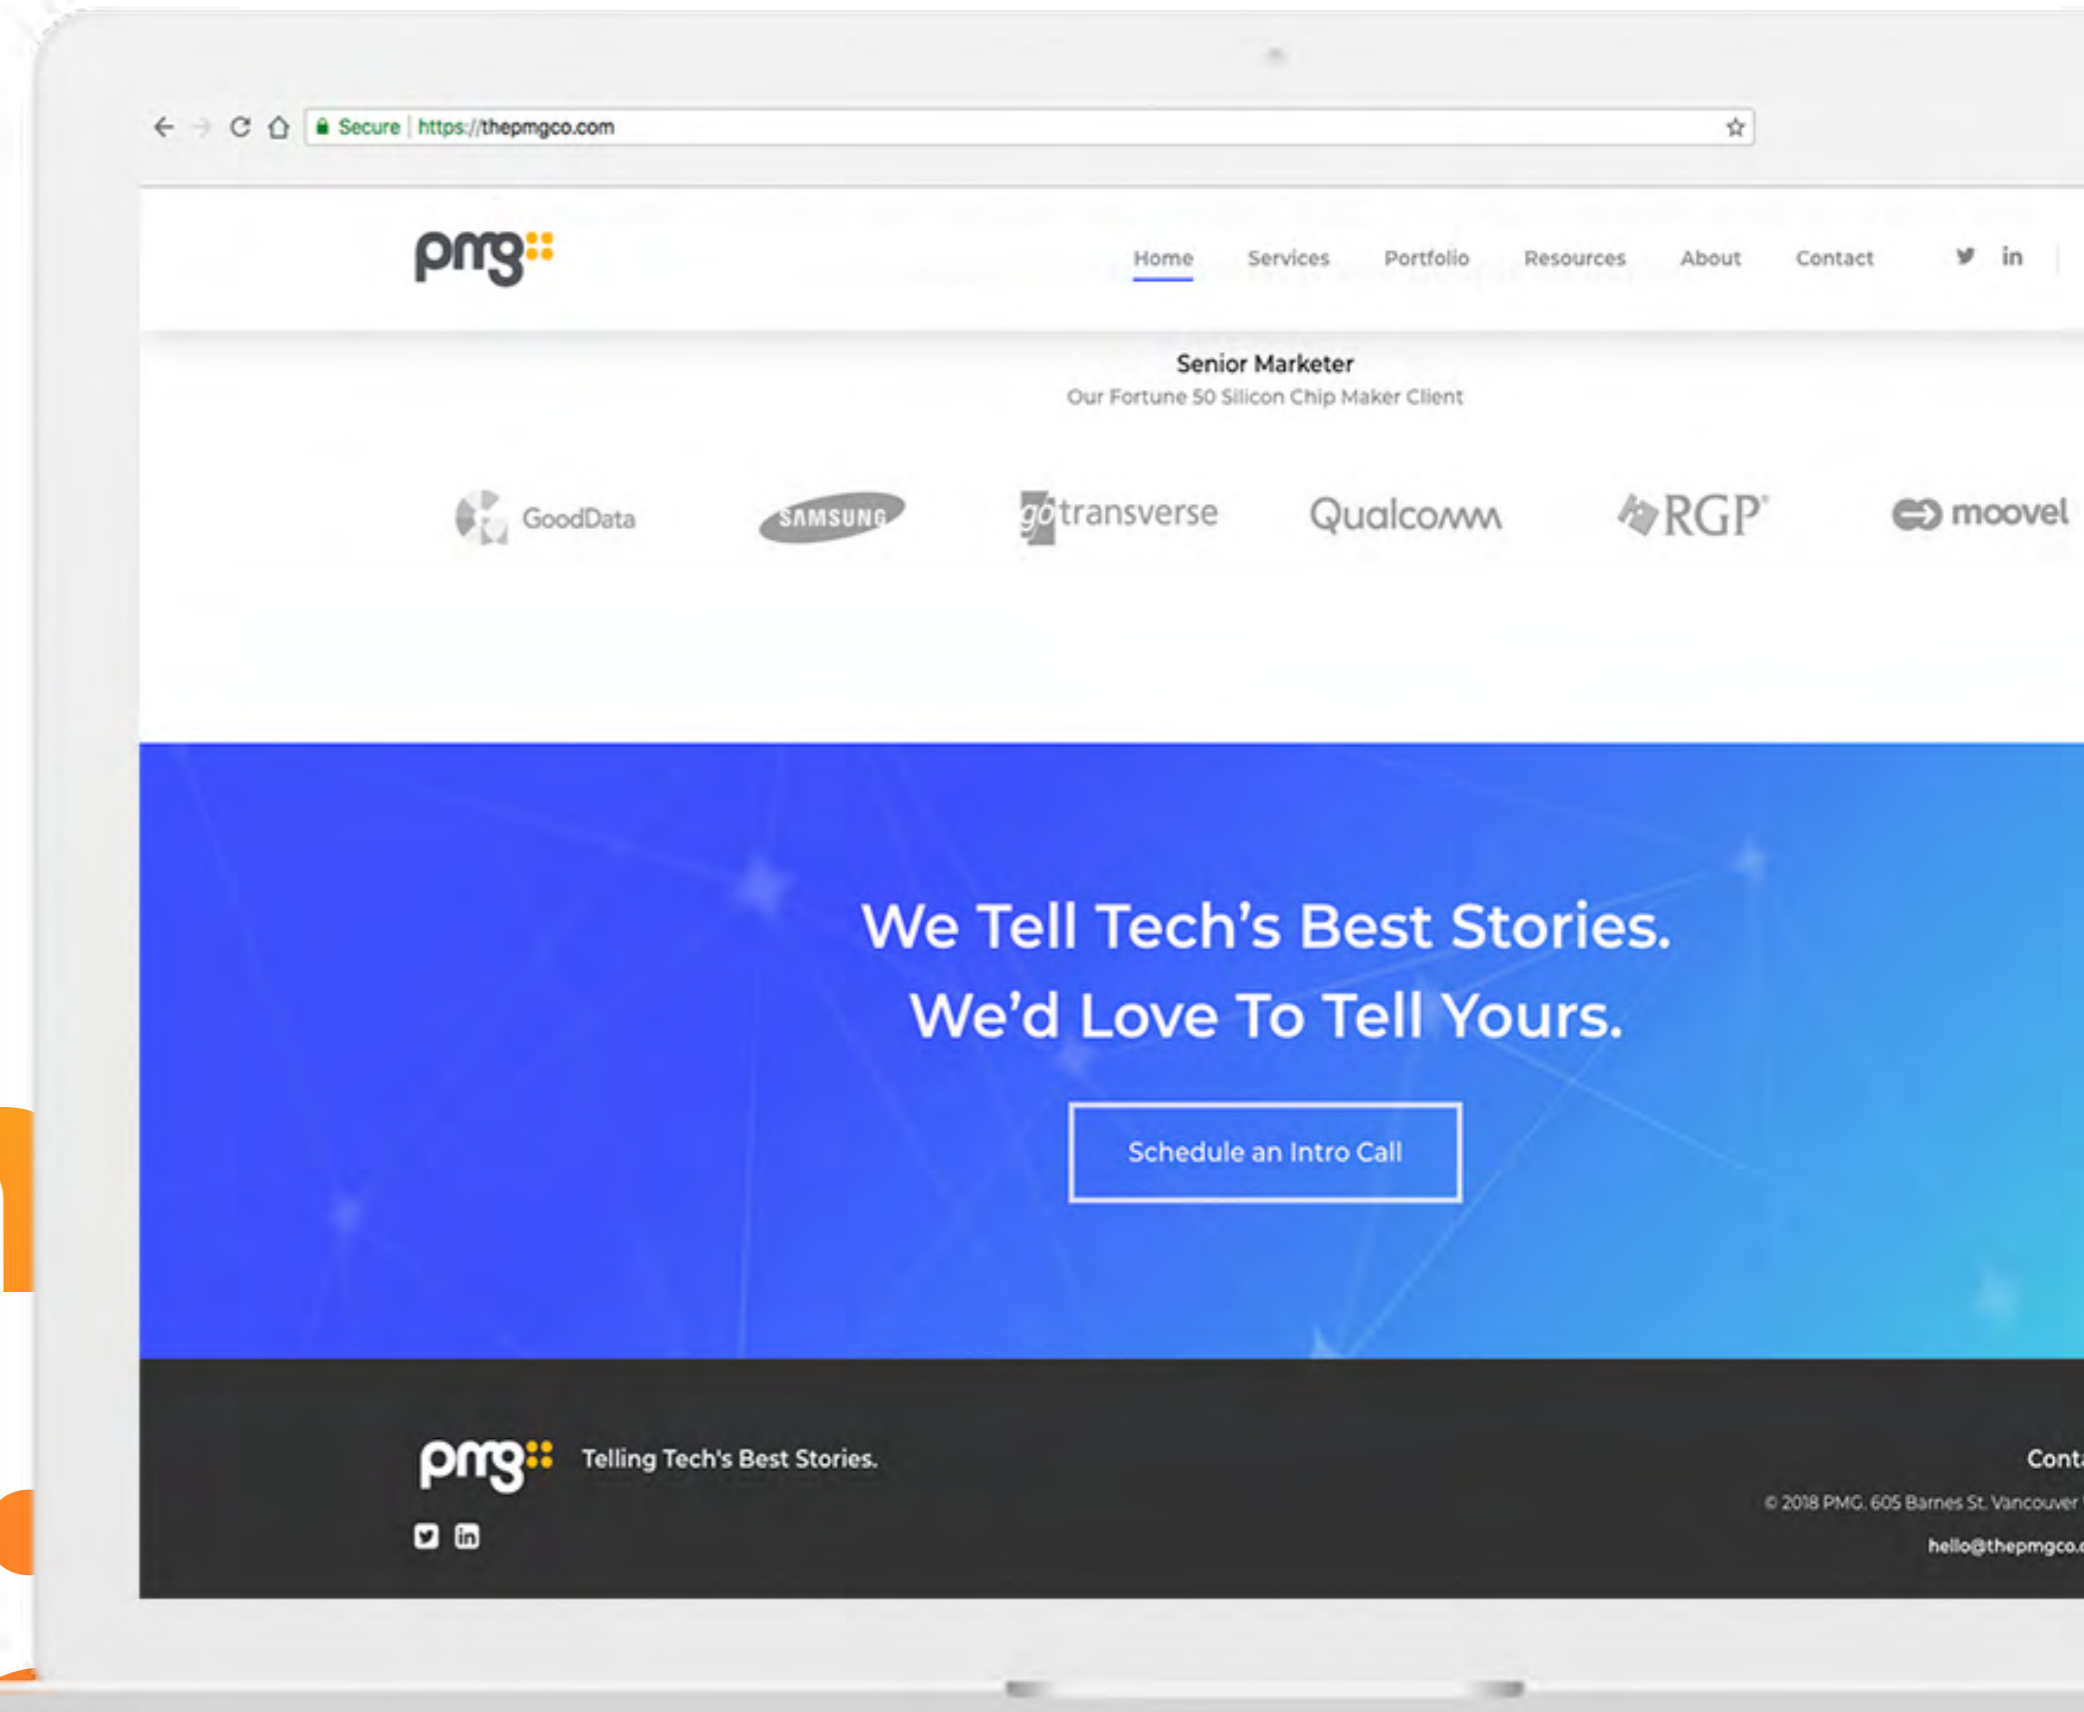 Secure | https://thepmgco.com
pmg
Home Services Portfolio Resources About Contact in
Senior Marketer
Our Fortune 50 Silicon Chip Maker Client
GoodData SAMSUNG gotransverse Qualcomm RGP® moovel
We Tell Tech’s Best Stories.
We’d Love To Tell Yours.
Schedule an Intro Call
pmg Telling Tech's Best Stories.
© 2018 PMG. 605 Barnes St. Vancouver
in